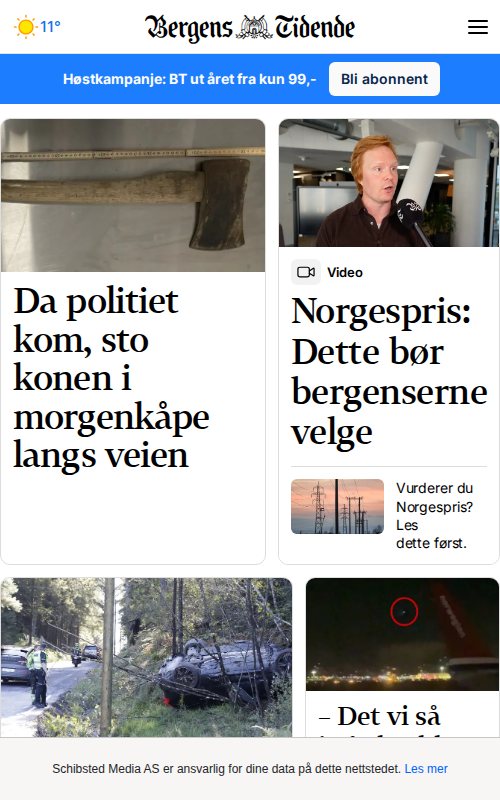 11°
Bergens Tidende
Høstkampanje: BT ut året fra kun 99,-
Bli abonnent
Da politiet
kom, sto
konen i
morgenkåpe
langs veien
Video
Norgespris:
Dette bør
bergenserne
velge
Vurderer du
Norgespris?
Les
dette først.
– Det vi så
Schibsted Media AS er ansvarlig for dine data på dette nettstedet. Les mer